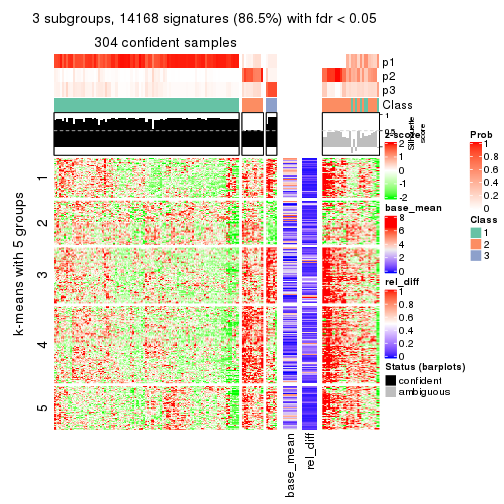 3 subgroups, 14168 signatures (86.5%) with fdr < 0.05
304 confident samples
p1
p2
p3
Class
1
0.5
0
Silhouette
score
k-means with 5 groups
1
2
3
4
5
base_mean
rel_diff
z-score
2
1
0
-1
-2
base_mean
8
6
4
2
0
rel_diff
1
0.8
0.6
0.4
0.2
0
Status (barplots)
confident
ambiguous
Prob
1
0.8
0.6
0.4
0.2
0
Class
1
2
3